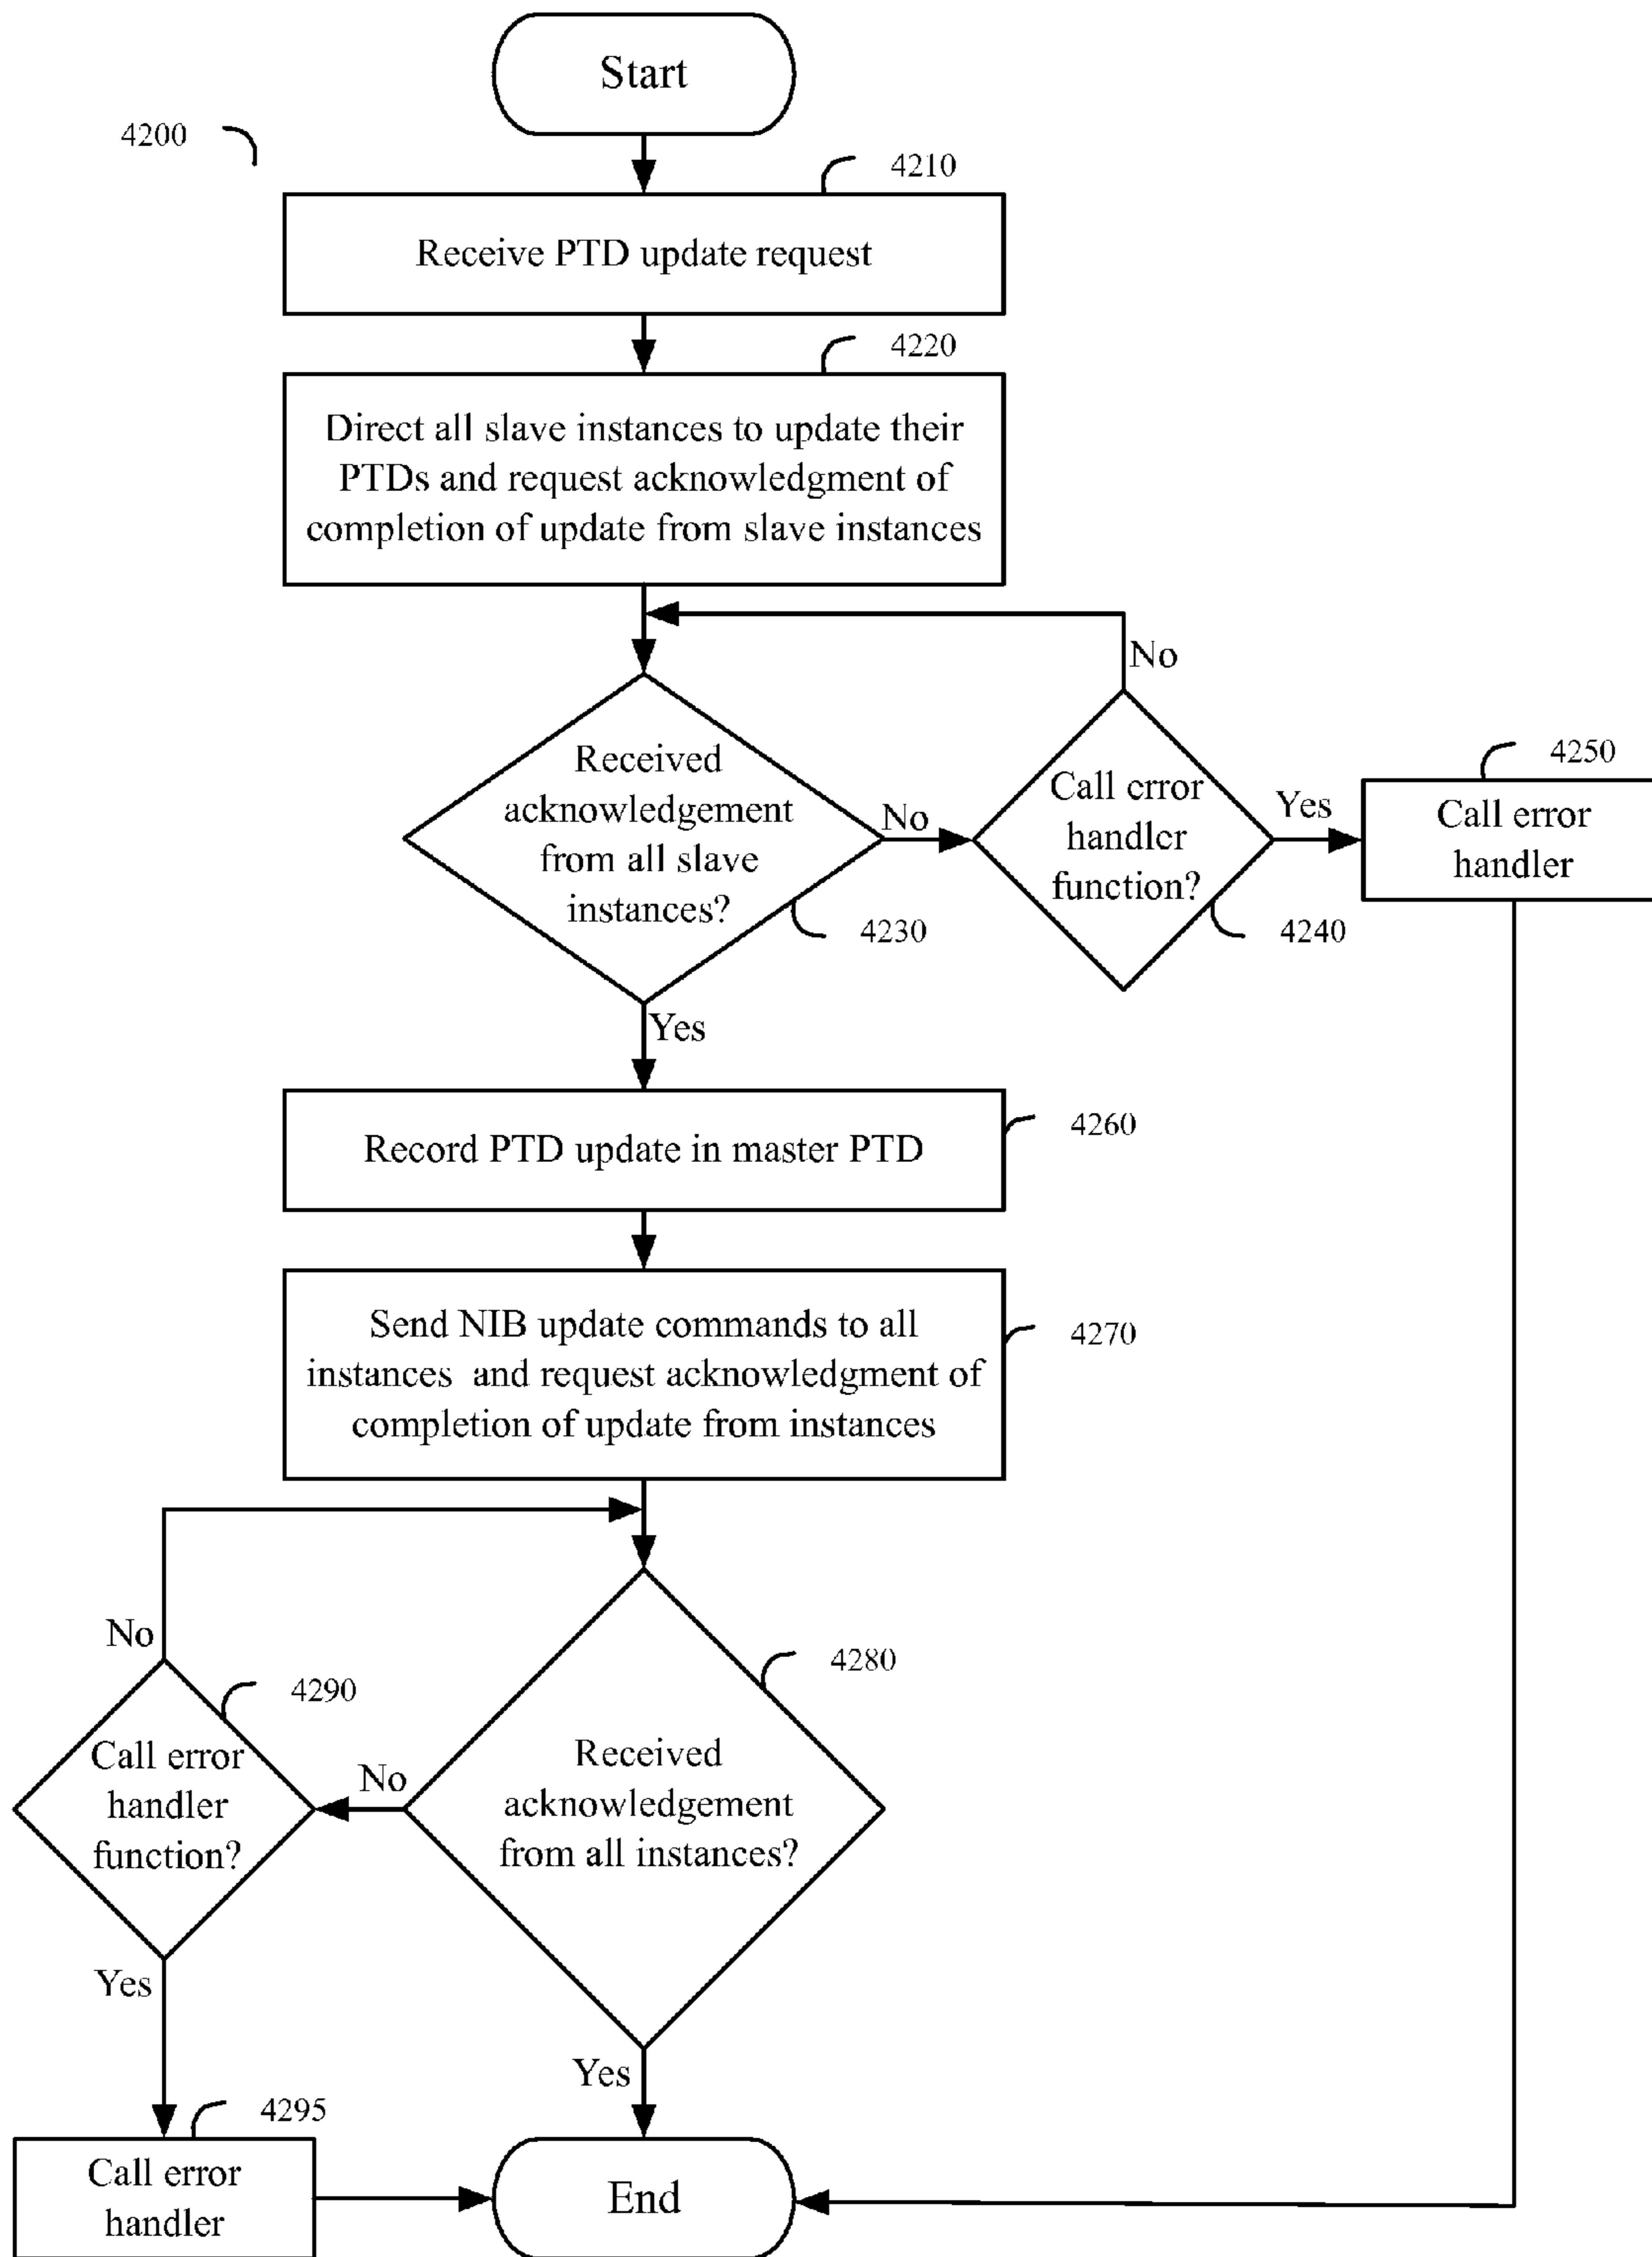 Start
4200
4210
Receive PTD update request
4220
Direct all slave instances to update their
PTDs and request acknowledgment of
completion of update from slave instances
No
Received
acknowledgement
from all slave
instances?
4230
No
Call error
handler
function?
4240
Yes
4250
Call error
handler
Yes
4260
Record PTD update in master PTD
4270
Send NIB update commands to all
instances and request acknowledgment of
completion of update from instances
No
4290
Call error
handler
function?
No
4280
Received
acknowledgement
from all instances?
Yes
Yes
4295
Call error
handler
End